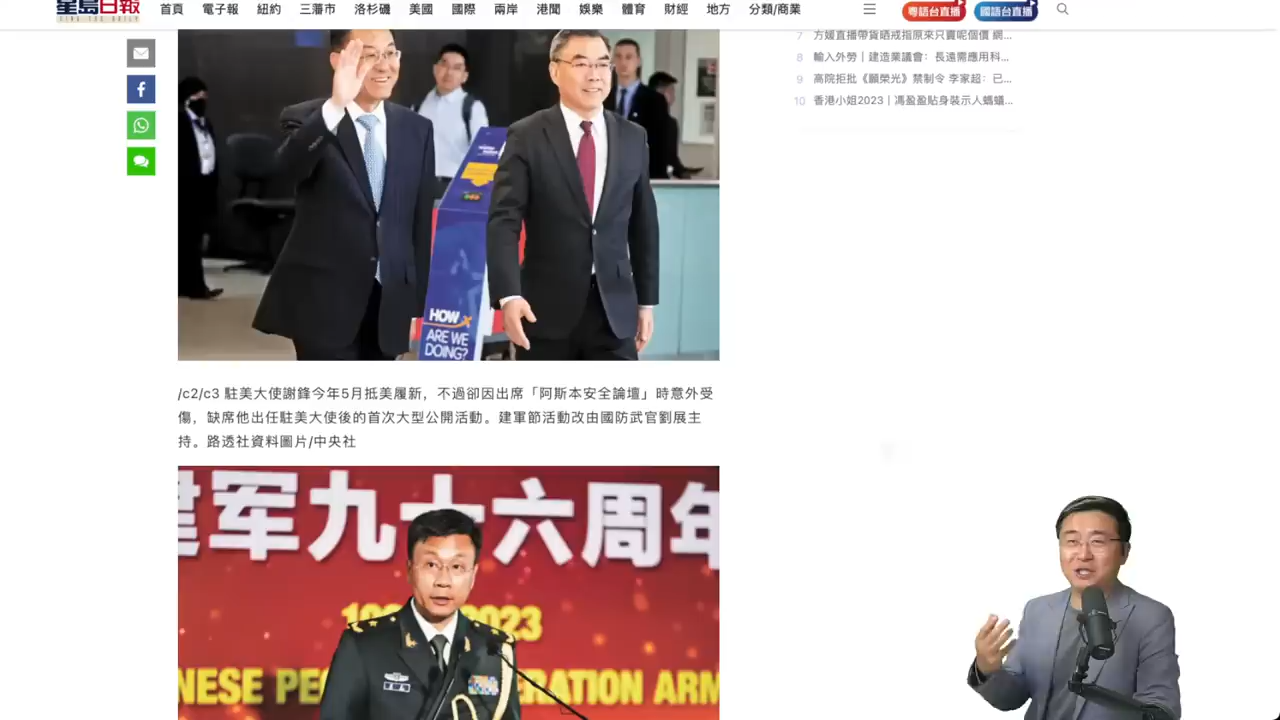 星島日報
SING TAO DAILY
首頁 電子報 紐約 三藩市 洛杉磯 美國 國際 兩岸 港聞 娛樂 體育 財經 地方 分類/商業
粵語台直播 國語台直播
7 方媛直播帶貨晒戒指原來只賣呢個價 網...
8 輸入外勞｜建造業議會：長遠需應用科...
9 高院拒批《願榮光》禁制令 李家超：已...
10 香港小姐2023｜馮盈盈貼身裝示人螞蟻...
HOW
ARE WE
DOING?
/c2/c3 駐美大使謝鋒今年5月抵美履新，不過卻因出席「阿斯本安全論壇」時意外受
傷，缺席他出任駐美大使後的首次大型公開活動。建軍節活動改由國防武官劉展主
持。路透社資料圖片/中央社
建军九十六周年
NESE PE ERATION ARM